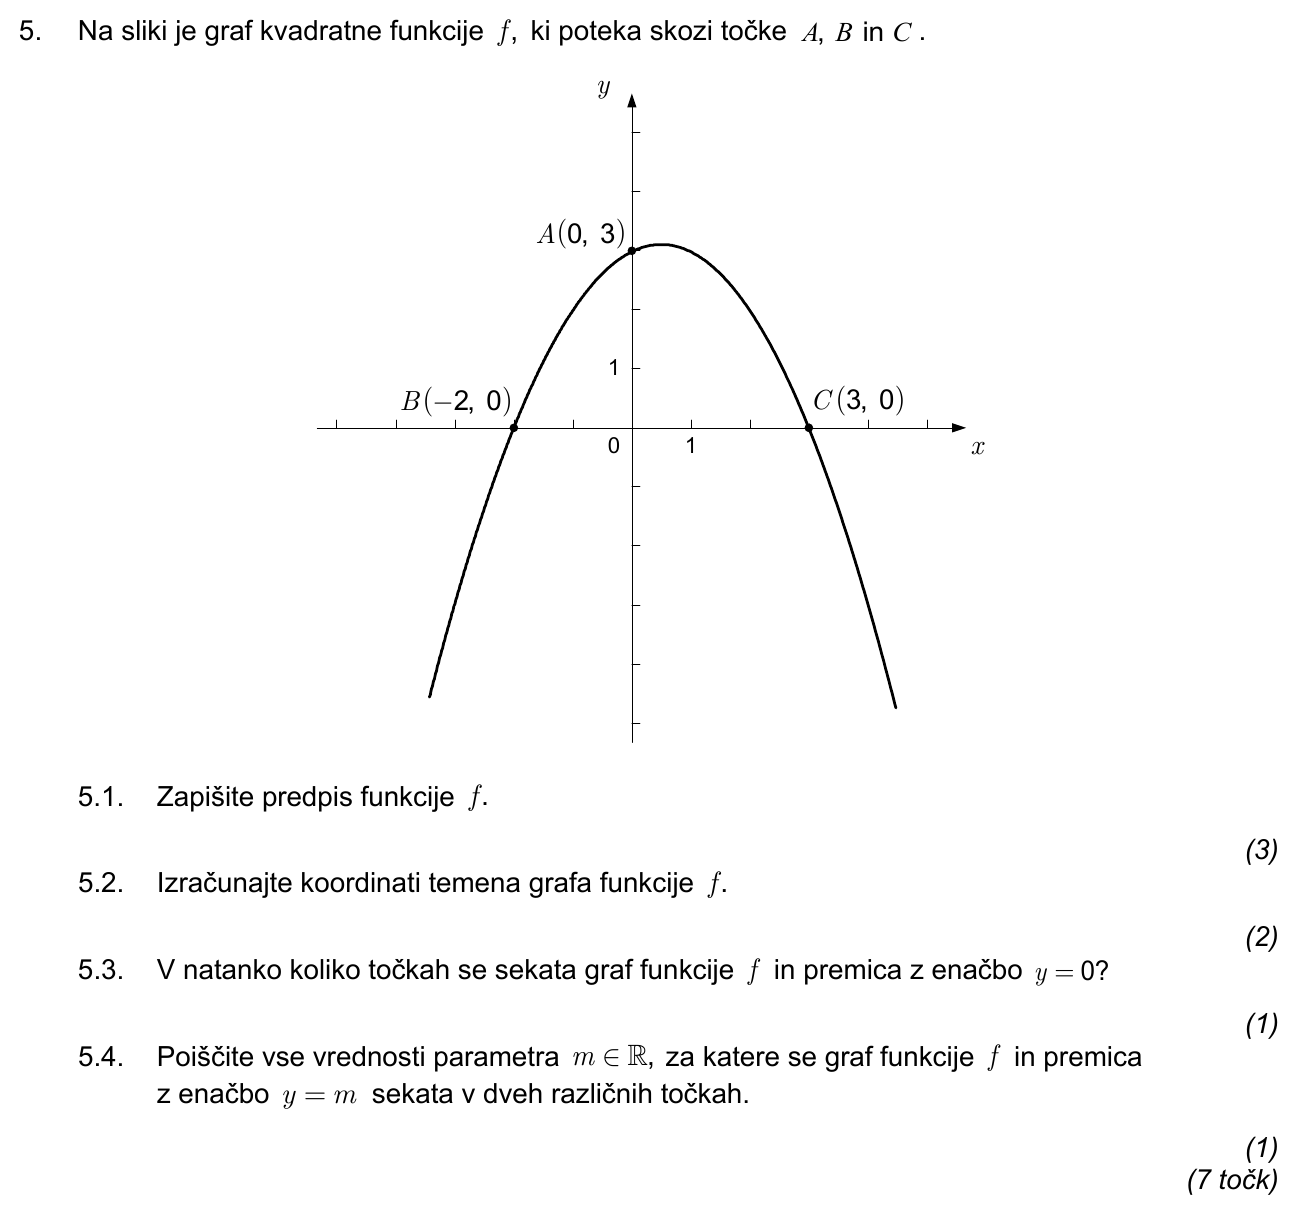 5. Na sliki je graf kvadratne funkcije f, ki poteka skozi točke A, B in C.
y
A(0, 3)
1
B(−2, 0)
C(3, 0)
0
1
x
5.1. Zapišite predpis funkcije f.
(3)
5.2. Izračunajte koordinati temena grafa funkcije f.
(2)
5.3. V natanko koliko točkah se sekata graf funkcije f in premica z enačbo y = 0?
(1)
5.4. Poiščite vse vrednosti parametra m ∈ ℝ, za katere se graf funkcije f in premica
z enačbo y = m sekata v dveh različnih točkah.
(1)
(7 točk)